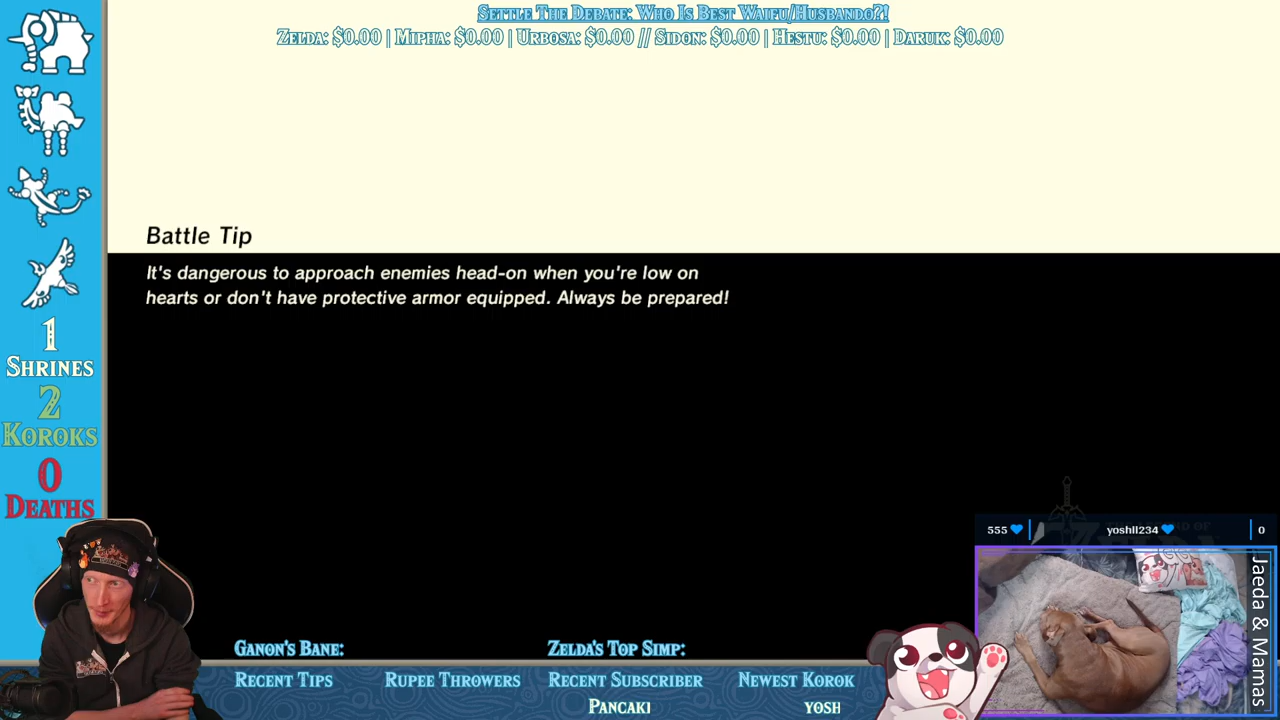 Settle The Debate: Who Is Best Waifu/Husbando?!
Zelda: $0.00 | Mipha: $0.00 | Urbosa: $0.00 // Sidon: $0.00 | Hestu: $0.00 | Daruk: $0.00
Battle Tip
It's dangerous to approach enemies head-on when you're low on
hearts or don't have protective armor equipped. Always be prepared!
1
Shrines
2
Koroks
0
Deaths
555
yoshll234
0
Jaeda & Mamas
Ganon's Bane:
Zelda's Top Simp:
Recent Tips
Rupee Throwers
Recent Subscriber
Newest Korok
Pancaki
yosh